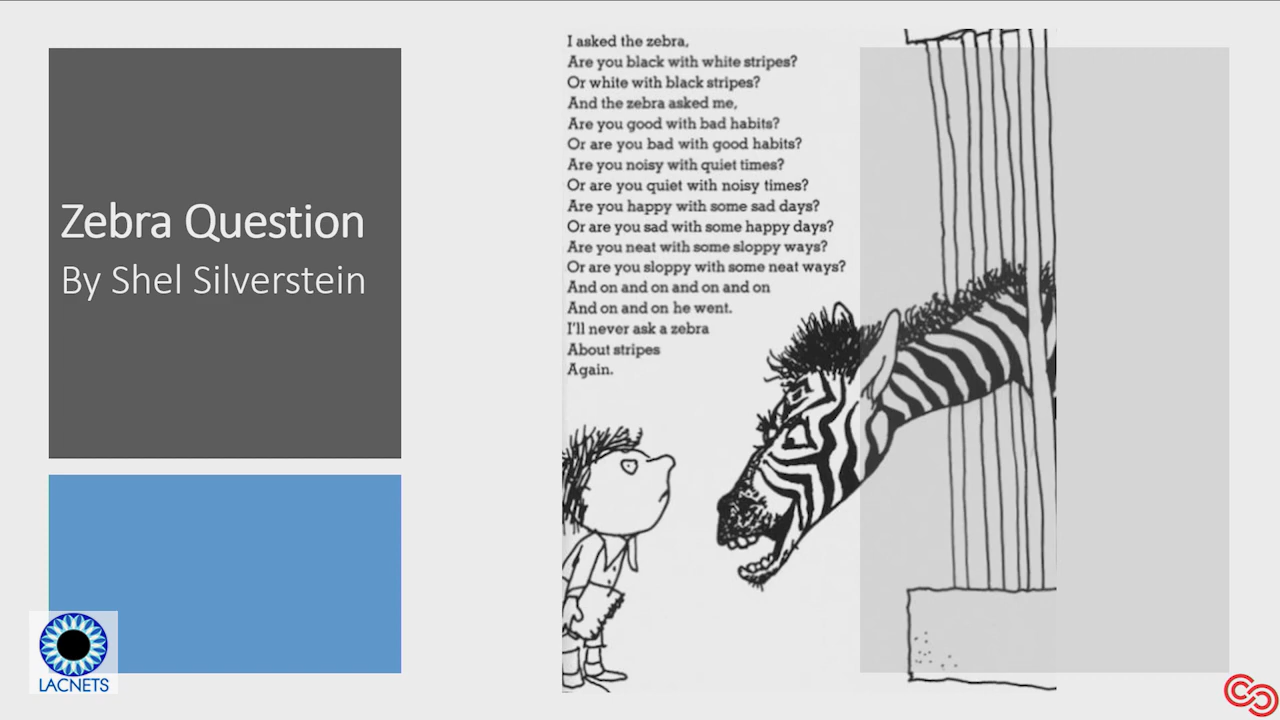 Zebra Question
By Shel Silverstein
I asked the zebra,
Are you black with white stripes?
Or white with black stripes?
And the zebra asked me,
Are you good with bad habits?
Or are you bad with good habits?
Are you noisy with quiet times?
Or are you quiet with noisy times?
Are you happy with some sad days?
Or are you sad with some happy days?
Are you neat with some sloppy ways?
Or are you sloppy with some neat ways?
And on and on and on and on
And on and on he went.
I'll never ask a zebra
About stripes
Again.
LACNETS